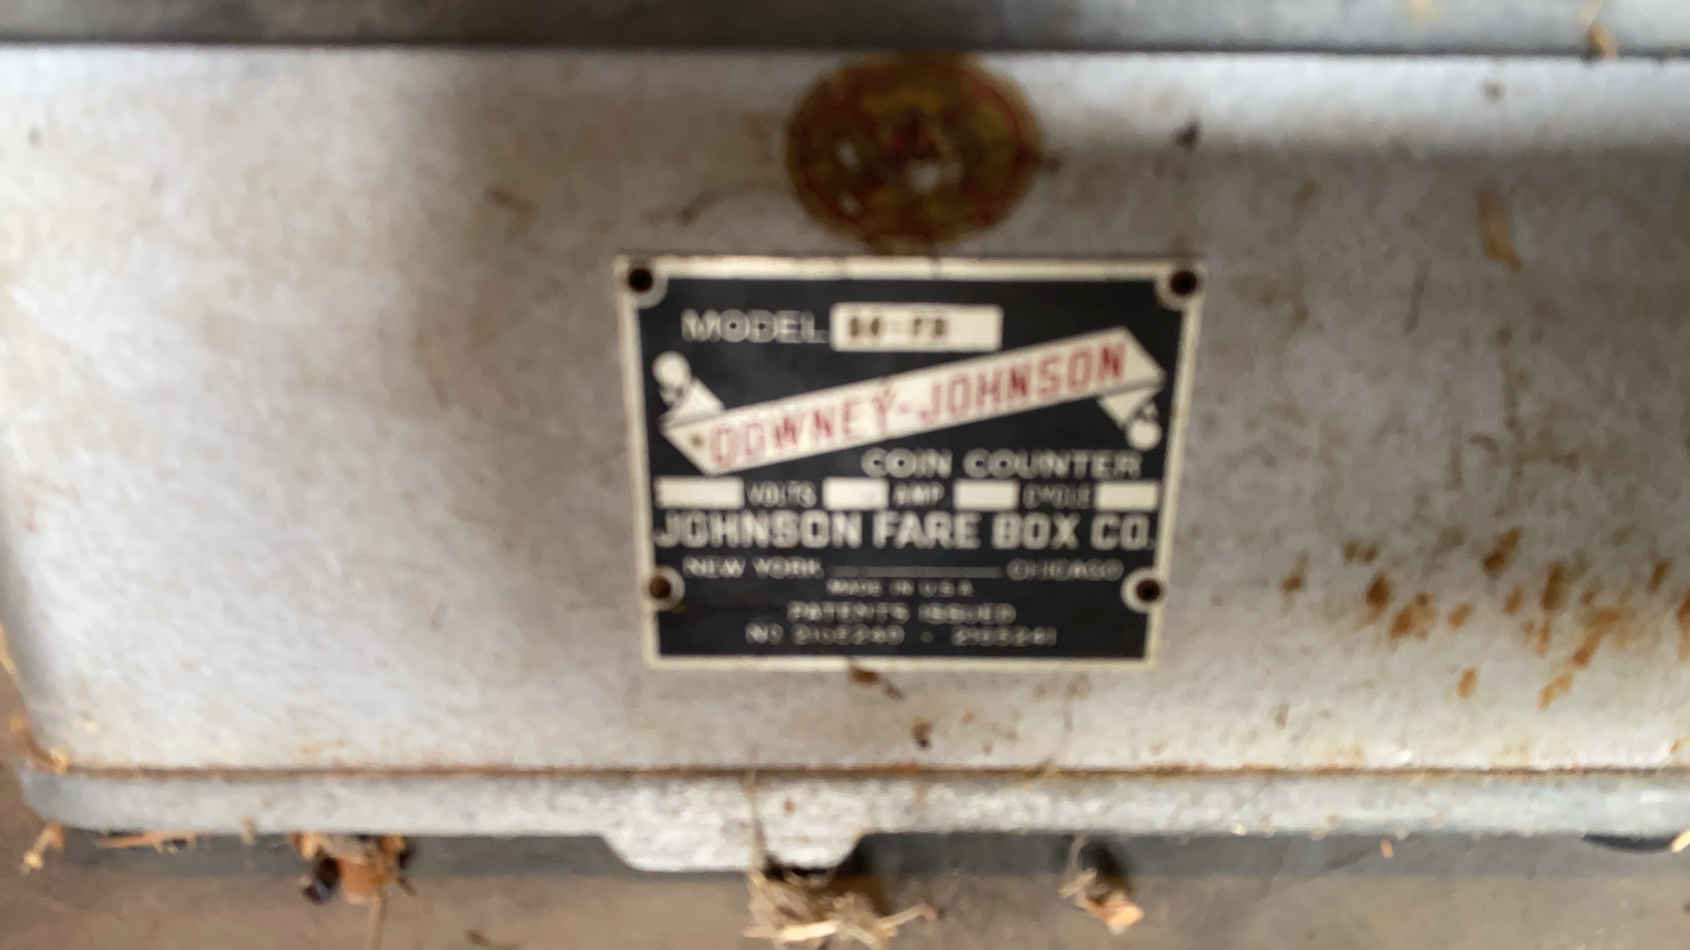 MODEL
DOWNEY-JOHNSON
COIN COUNTER
VOLTS AMP CYCLE
JOHNSON FARE BOX CO.
NEW YORK CHICAGO
MADE IN U.S.A.
PATENTS ISSUED
NO.